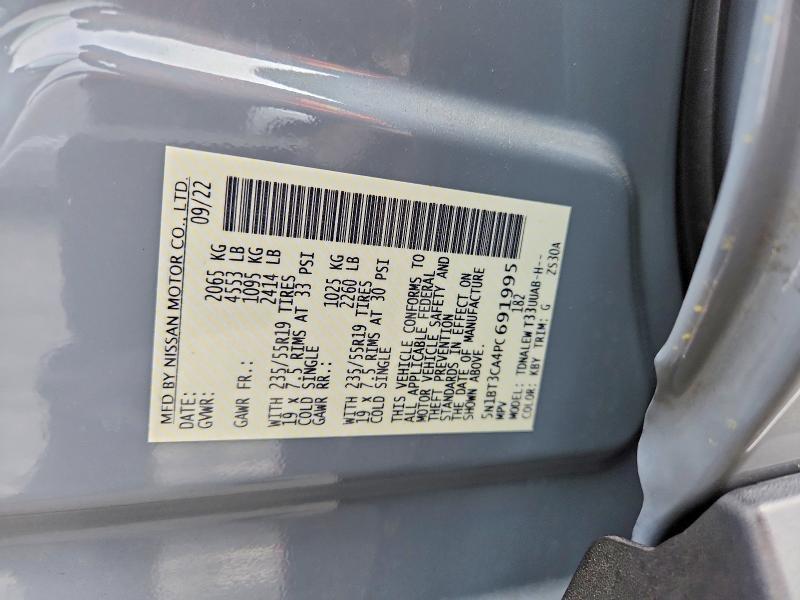 MFD BY NISSAN MOTOR CO., LTD.
DATE: 09/22
GVWR: 2065 KG
4553 LB
GAWR FR.: 1095 KG
2414 LB
WITH 235/55R19 TIRES
19 X 7.5 RIMS AT 33 PSI
COLD SINGLE
GAWR RR.: 1025 KG
2260 LB
WITH 235/55R19 TIRES
19 X 7.5 RIMS AT 30 PSI
COLD SINGLE
THIS VEHICLE CONFORMS TO
ALL APPLICABLE FEDERAL
MOTOR VEHICLE SAFETY AND
THEFT PREVENTION
STANDARDS IN EFFECT ON
THE DATE OF MANUFACTURE
SHOWN ABOVE.
5N1BT3CA4PC691995
MPV 182
MODEL: TDNALEW T33UUAB-H--
COLOR: KBY TRIM: G ZS30A